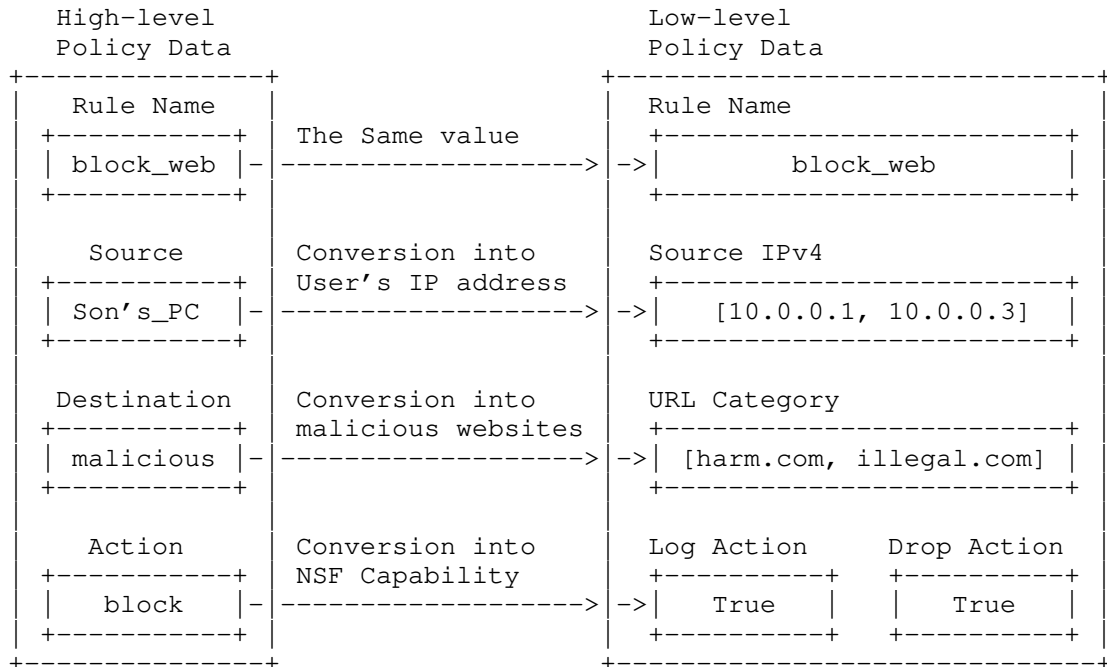 High-level Low-level
Policy Data Policy Data
Rule Name Rule Name
The Same value
block_web block_web
Source Conversion into Source IPv4
User's IP address
Son's_PC [10.0.0.1, 10.0.0.3]
Destination Conversion into URL Category
malicious websites
malicious [harm.com, illegal.com]
Action Conversion into Log Action Drop Action
NSF Capability
block True True